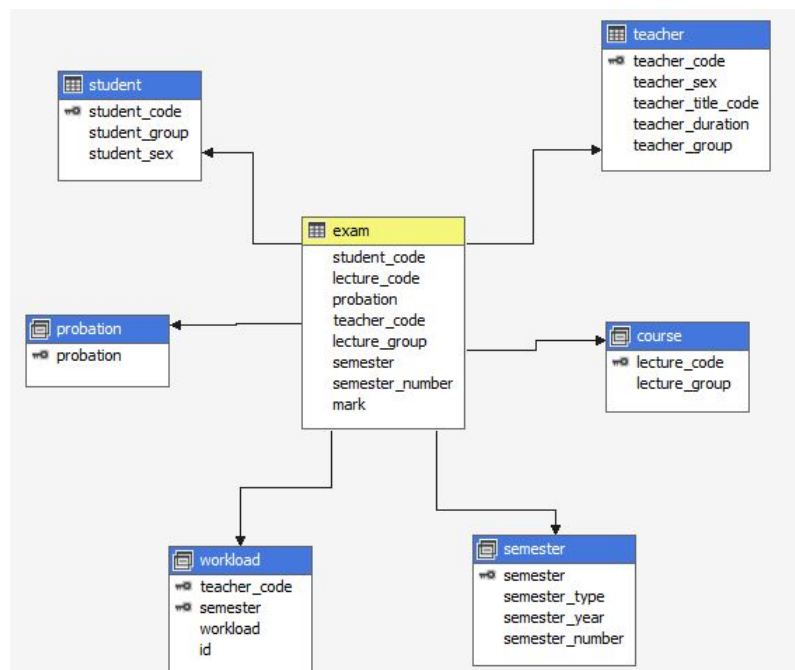 teacher
teacher_code
teacher_sex
teacher_title_code
teacher_duration
teacher_group
student
student_code
student_group
student_sex
exam
student_code
lecture_code
probation
teacher_code
lecture_group
semester
semester_number
mark
probation
probation
course
lecture_code
lecture_group
workload
teacher_code
semester
workload
id
semester
semester
semester_type
semester_year
semester_number